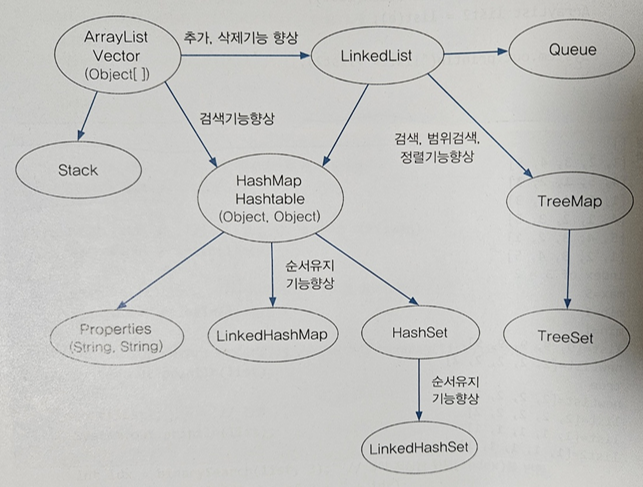 ArrayList
Vector
(Object[ ])
추가, 삭제기능 향상
LinkedList
Queue
검색기능향상
검색, 범위검색,
정렬기능향상
Stack
HashMap
Hashtable
(Object, Object)
TreeMap
순서유지
기능향상
Properties
(String, String)
LinkedHashMap
HashSet
TreeSet
순서유지
기능향상
LinkedHashSet